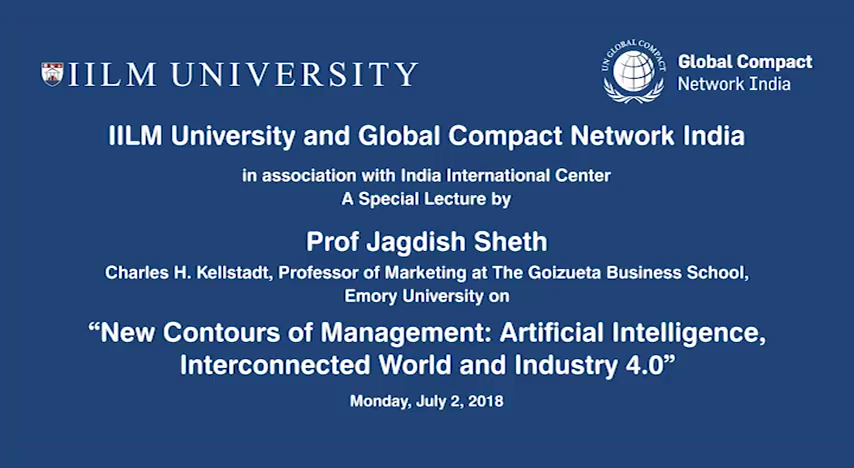 IILM UNIVERSITY
UN GLOBAL COMPACT
Global Compact
Network India
IILM University and Global Compact Network India
in association with India International Center
A Special Lecture by
Prof Jagdish Sheth
Charles H. Kellstadt, Professor of Marketing at The Goizueta Business School,
Emory University on
“New Contours of Management: Artificial Intelligence,
Interconnected World and Industry 4.0”
Monday, July 2, 2018